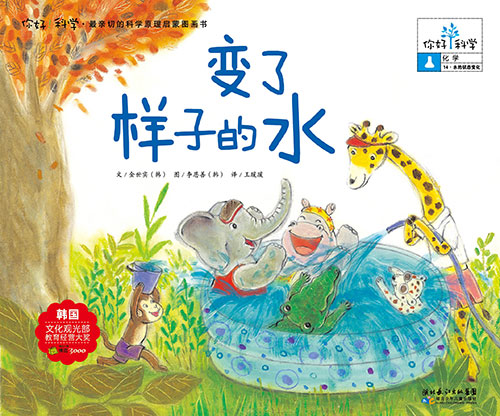 你好 科学·最亲切的科学原理启蒙图画书
你好 科学
化学
14·水的状态变化
变了
样子的水
文/金世实（韩） 图/李恩善（韩） 译/王瑗瑗
韩国
文化观光部
教育经营大奖
3000